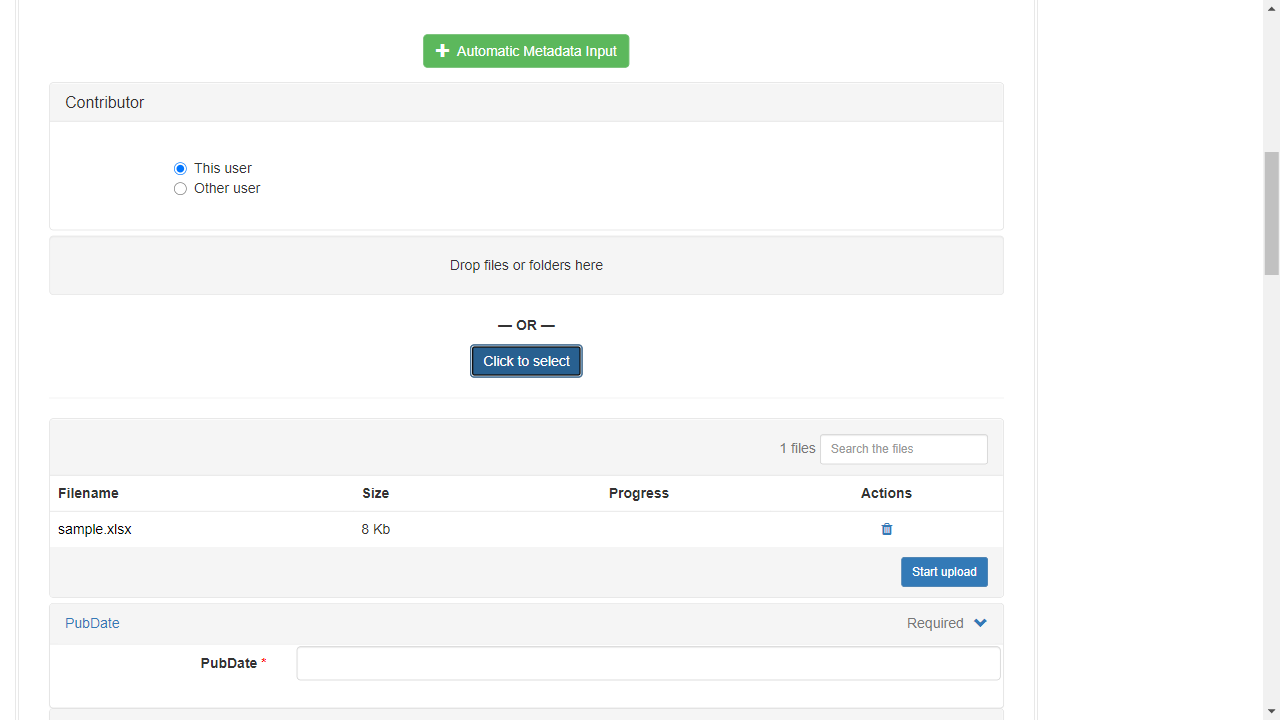 Automatic Metadata Input
Contributor
This user
Other user
Drop files or folders here
— OR —
Click to select
1 files Search the files
Filename Size Progress Actions
sample.xlsx 8 Kb
Start upload
PubDate Required
PubDate *